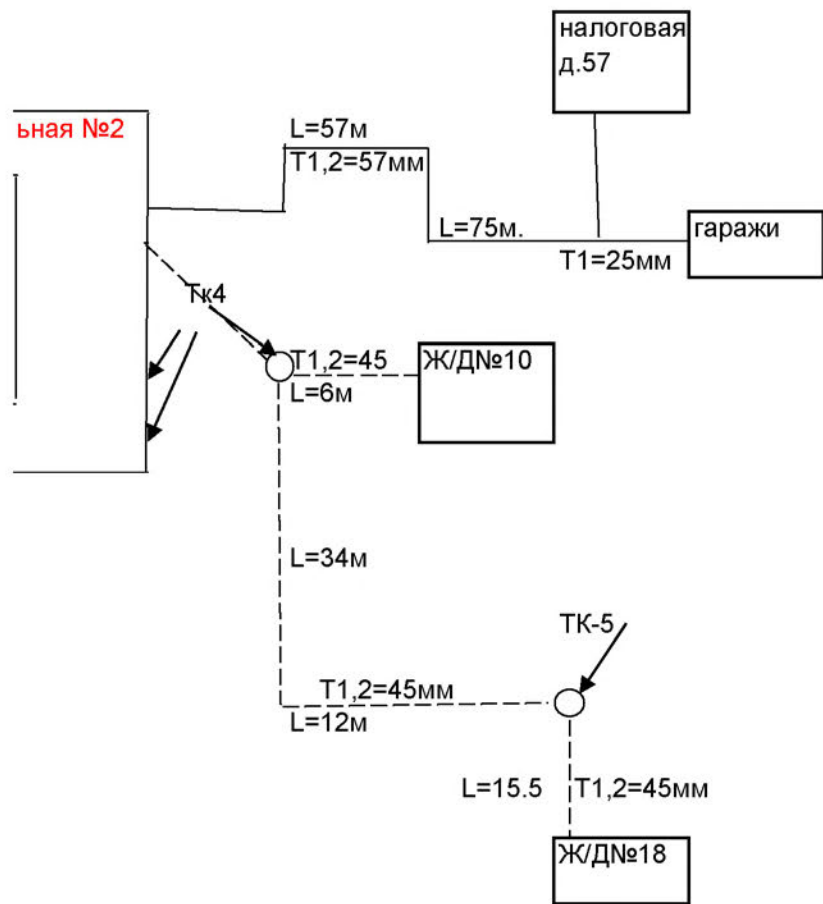 налоговая
д.57
ьная №2
L=57м
Т1,2=57мм
L=75м.
гаражи
Т1=25мм
Тк4
Т1,2=45
Ж/Д№10
L=6м
L=34м
ТК-5
Т1,2=45мм
L=12м
L=15.5
Т1,2=45мм
Ж/Д№18